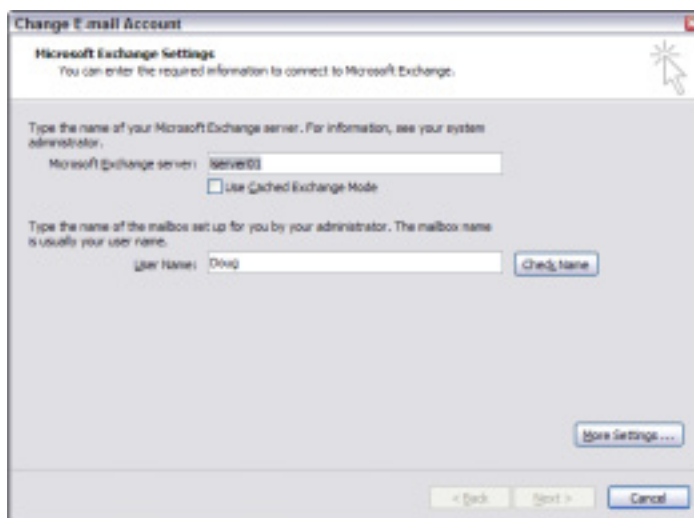 Change E-mail Account
Microsoft Exchange Settings
You can enter the required information to connect to Microsoft Exchange.
Type the name of your Microsoft Exchange server. For information, see your system
administrator.
Microsoft Exchange server: server01
Use Cached Exchange Mode
Type the name of the mailbox set up for you by your administrator. The mailbox name
is usually your user name.
User Name: Doug Check Name
More Settings ...
< Back Next > Cancel